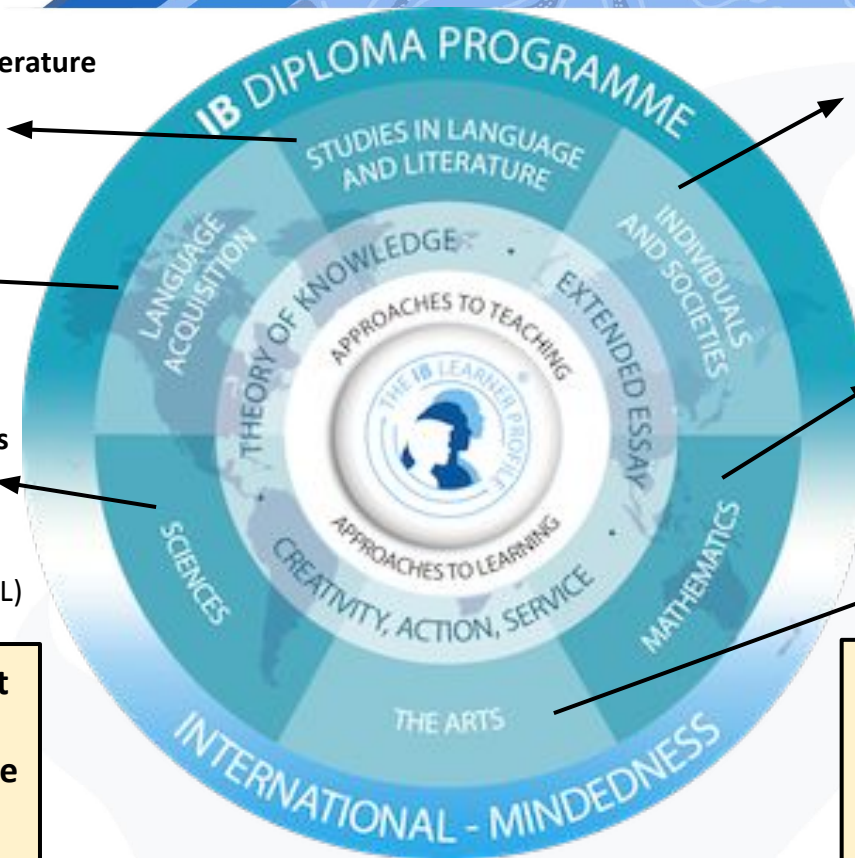 erature
IB DIPLOMA PROGRAMME
STUDIES IN LANGUAGE
AND LITERATURE
LANGUAGE
ACQUISITION
INDIVIDUALS
AND SOCIETIES
THEORY OF KNOWLEDGE
EXTENDED ESSAY
APPROACHES TO TEACHING
THE IB LEARNER PROFILE
®
APPROACHES TO LEARNING
CREATIVITY, ACTION, SERVICE
s
SCIENCES
MATHEMATICS
L)
THE ARTS
t
e
INTERNATIONAL - MINDEDNESS